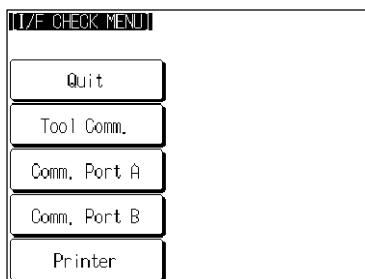 [I/F CHECK MENU]
Quit
Tool Comm.
Comm. Port A
Comm. Port B
Printer